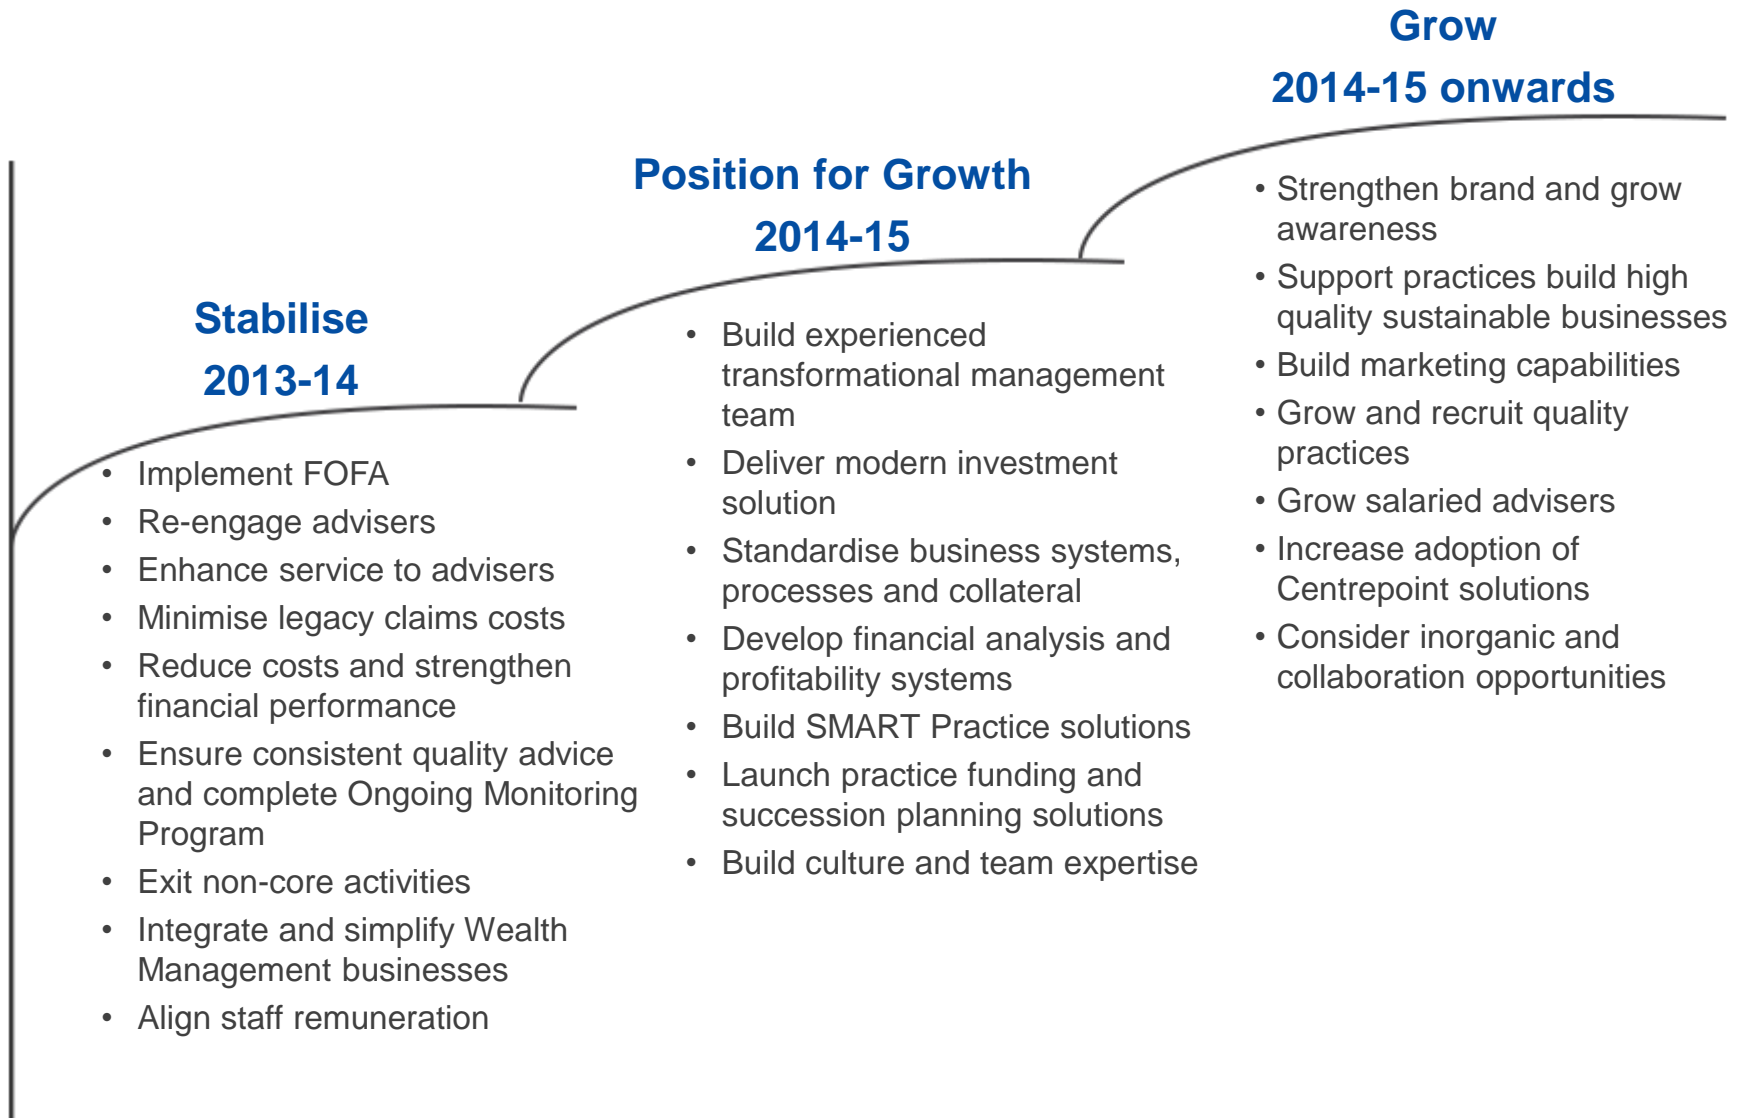 Stabilise
2013-14
• Implement FOFA
• Re-engage advisers
• Enhance service to advisers
• Minimise legacy claims costs
• Reduce costs and strengthen
financial performance
• Ensure consistent quality advice
and complete Ongoing Monitoring
Program
• Exit non-core activities
• Integrate and simplify Wealth
Management businesses
• Align staff remuneration
Position for Growth
2014-15
• Build experienced
transformational management
team
• Deliver modern investment
solution
• Standardise business systems,
processes and collateral
• Develop financial analysis and
profitability systems
• Build SMART Practice solutions
• Launch practice funding and
succession planning solutions
• Build culture and team expertise
Grow
2014-15 onwards
• Strengthen brand and grow
awareness
• Support practices build high
quality sustainable businesses
• Build marketing capabilities
• Grow and recruit quality
practices
• Grow salaried advisers
• Increase adoption of
Centrepoint solutions
• Consider inorganic and
collaboration opportunities